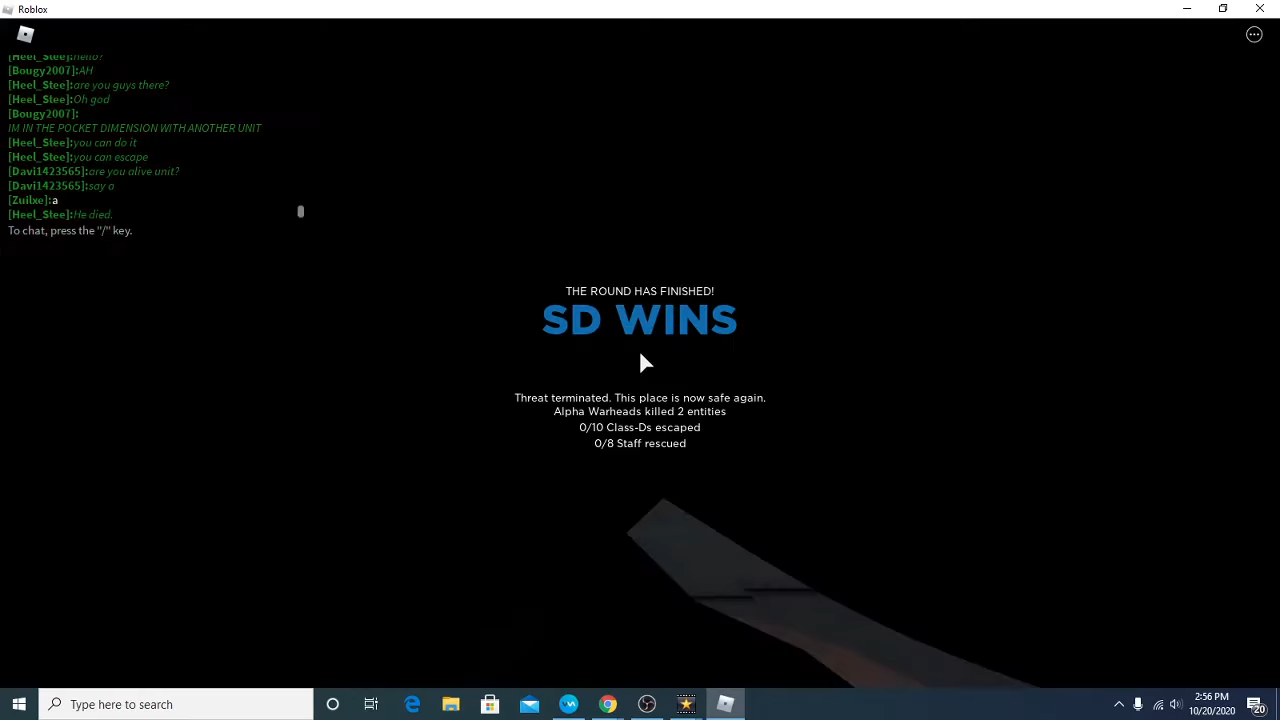 Roblox
[Heel_Stee]:hello?
[Bougy2007]:AH
[Heel_Stee]:are you guys there?
[Heel_Stee]:Oh god
[Bougy2007]:
IM IN THE POCKET DIMENSION WITH ANOTHER UNIT
[Heel_Stee]:you can do it
[Heel_Stee]:you can escape
[Davi1423565]:are you alive unit?
[Davi1423565]:say a
[Zuilxe]:a
[Heel_Stee]:He died.
To chat, press the "/" key.
THE ROUND HAS FINISHED!
SD WINS
Threat terminated. This place is now safe again.
Alpha Warheads killed 2 entities
0/10 Class-Ds escaped
0/8 Staff rescued
Type here to search
2:56 PM
10/20/2020
20